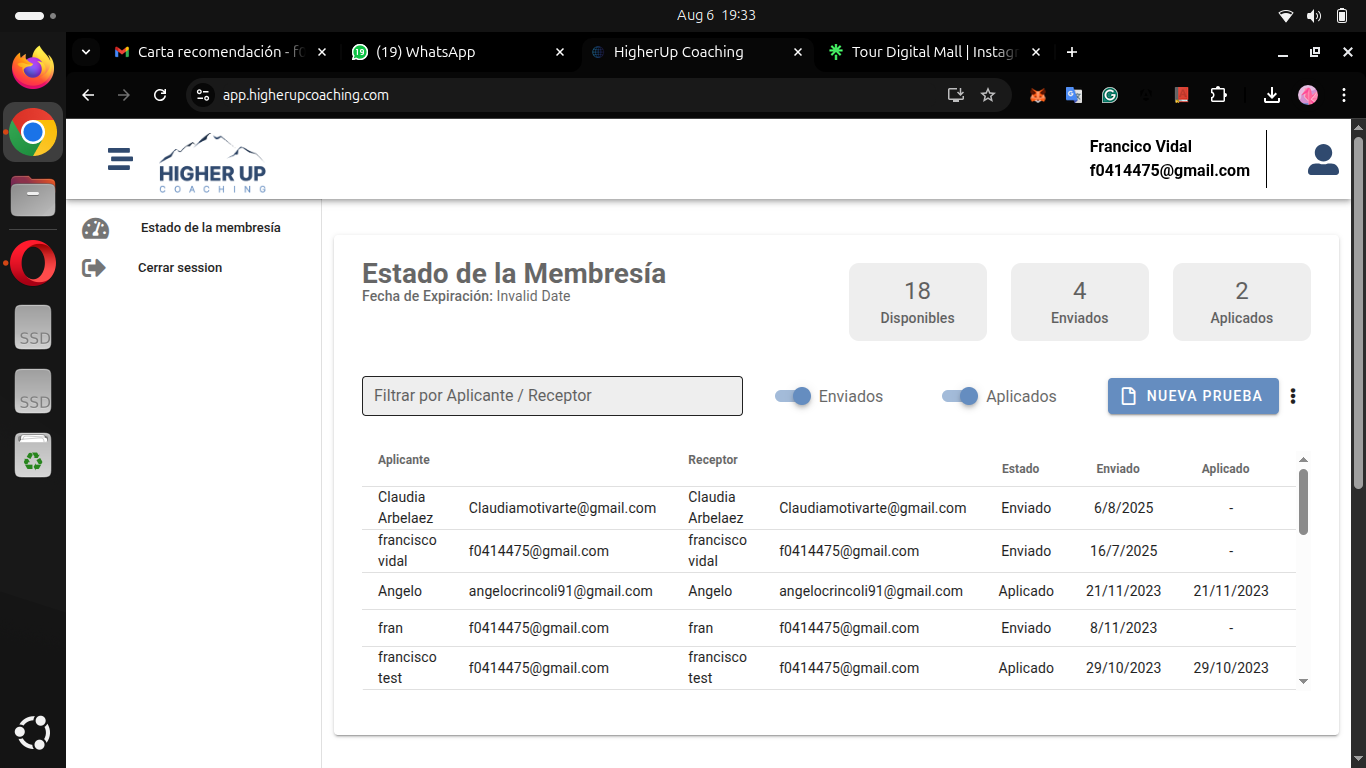 Aug 6 19:33
Carta recomendación - f0
(19) WhatsApp
HigherUp Coaching
Tour Digital Mall | Instagr
app.higherupcoaching.com
HIGHER UP
COACHING
Francico Vidal
f0414475@gmail.com
Estado de la membresía
Cerrar session
Estado de la Membresía
Fecha de Expiración: Invalid Date
18
Disponibles
4
Enviados
2
Aplicados
Filtrar por Aplicante / Receptor
Enviados
Aplicados
NUEVA PRUEBA
Aplicante Receptor Estado Enviado Aplicado
Claudia Arbelaez Claudiamotivarte@gmail.com Claudia Arbelaez Claudiamotivarte@gmail.com Enviado 6/8/2025 -
francisco vidal f0414475@gmail.com francisco vidal f0414475@gmail.com Enviado 16/7/2025 -
Angelo angelocrincoli91@gmail.com Angelo angelocrincoli91@gmail.com Aplicado 21/11/2023 21/11/2023
fran f0414475@gmail.com fran f0414475@gmail.com Enviado 8/11/2023 -
francisco test f0414475@gmail.com francisco test f0414475@gmail.com Aplicado 29/10/2023 29/10/2023
SSD
SSD